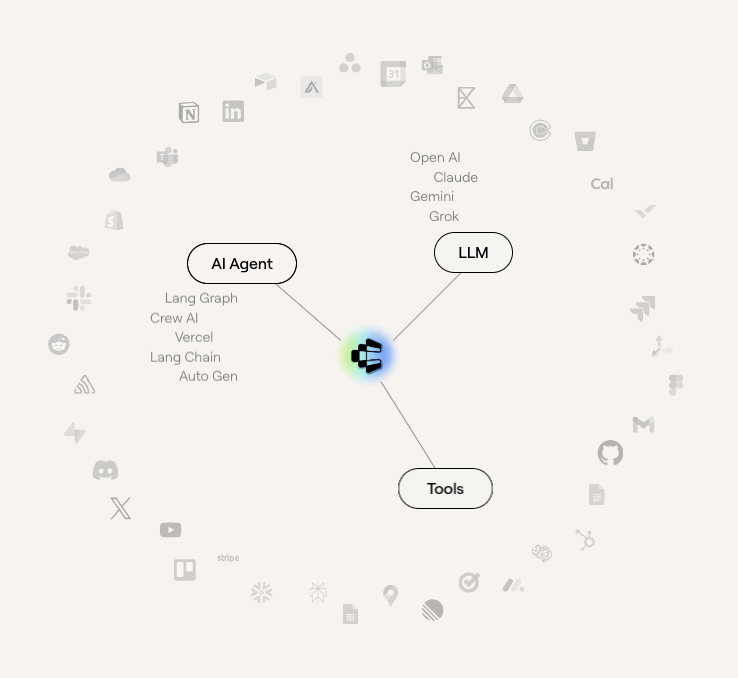 31
in
N
Cal
Open AI
Claude
Gemini
Grok
LLM
AI Agent
Lang Graph
Crew AI
Vercel
Lang Chain
Auto Gen
Tools
stripe